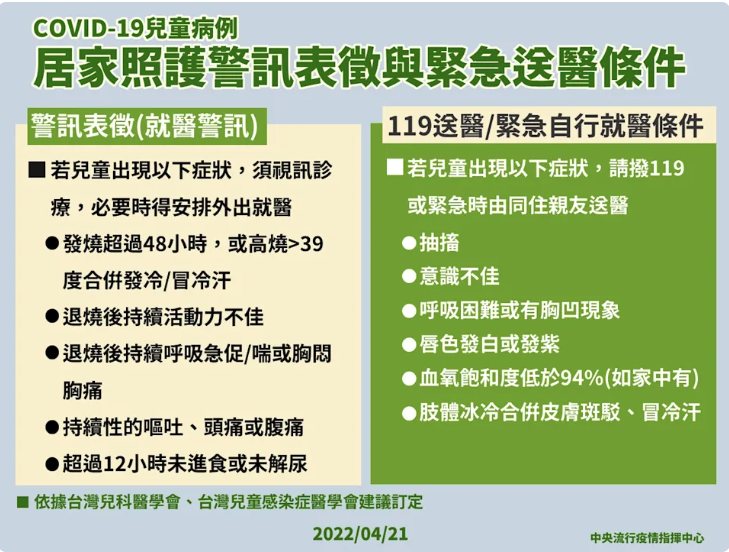 COVID-19兒童病例
居家照護警訊表徵與緊急送醫條件
警訊表徵(就醫警訊)
■ 若兒童出現以下症狀，須視訊診
療，必要時得安排外出就醫
●發燒超過48小時，或高燒>39
度合併發冷/冒冷汗
●退燒後持續活動力不佳
●退燒後持續呼吸急促/喘或胸悶
胸痛
●持續性的嘔吐、頭痛或腹痛
●超過12小時未進食或未解尿
119送醫/緊急自行就醫條件
■若兒童出現以下症狀，請撥119
或緊急時由同住親友送醫
●抽搐
●意識不佳
●呼吸困難或有胸凹現象
●唇色發白或發紫
●血氧飽和度低於94%(如家中有)
●肢體冰冷合併皮膚斑駁、冒冷汗
■ 依據台灣兒科醫學會、台灣兒童感染症醫學會建議訂定
2022/04/21
中央流行疫情指揮中心